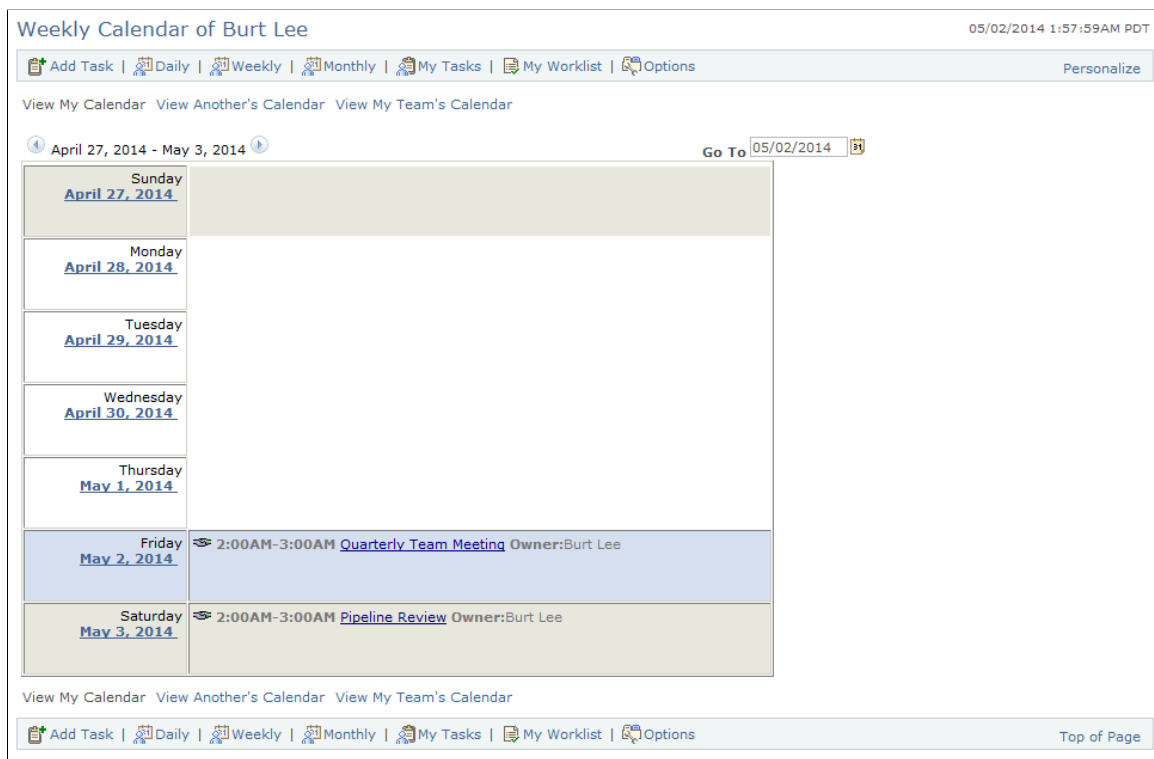 Weekly Calendar of Burt Lee 05/02/2014 1:57:59AM PDT
Add Task | Daily | Weekly | Monthly | My Tasks | My Worklist | Options Personalize
View My Calendar View Another's Calendar View My Team's Calendar
April 27, 2014 - May 3, 2014 Go To 05/02/2014 31
Sunday
April 27, 2014
Monday
April 28, 2014
Tuesday
April 29, 2014
Wednesday
April 30, 2014
Thursday
May 1, 2014
Friday 2:00AM-3:00AM Quarterly Team Meeting Owner:Burt Lee
May 2, 2014
Saturday 2:00AM-3:00AM Pipeline Review Owner:Burt Lee
May 3, 2014
View My Calendar View Another's Calendar View My Team's Calendar
Add Task | Daily | Weekly | Monthly | My Tasks | My Worklist | Options Top of Page